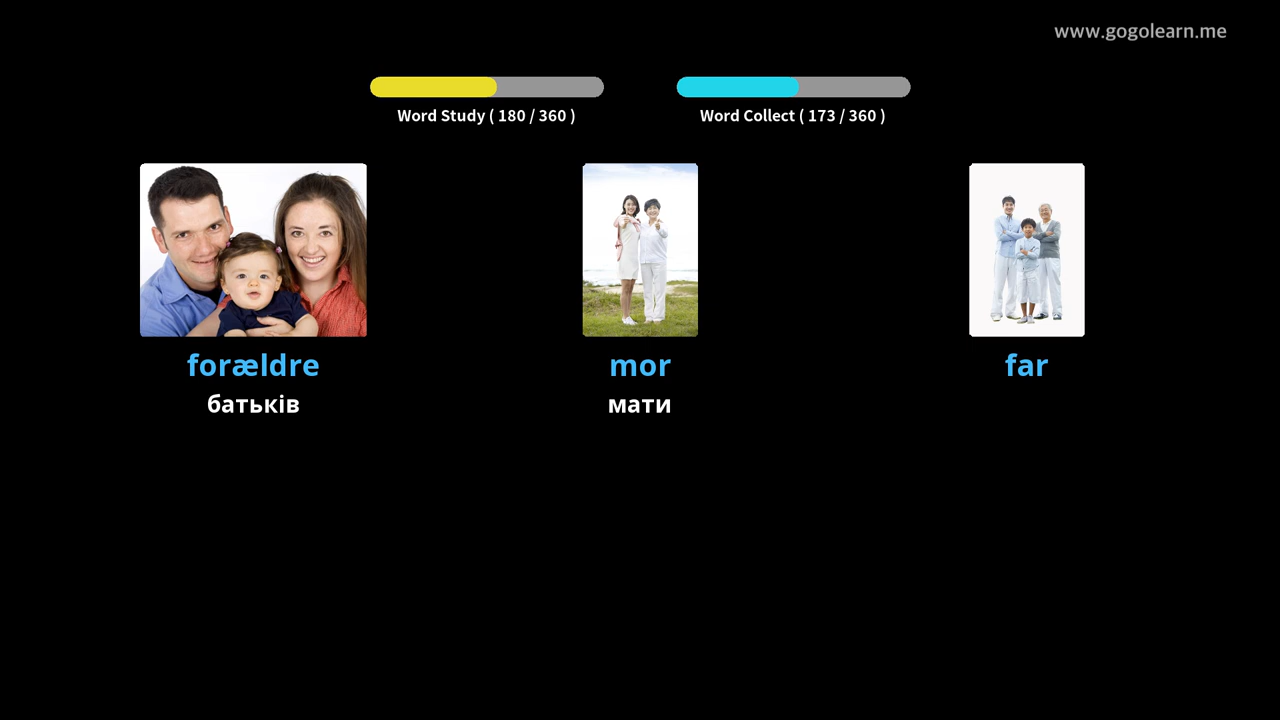 www.gogolearn.me
Word Study ( 180 / 360 )
Word Collect ( 173 / 360 )
forældre
mor
far
батьків
мати